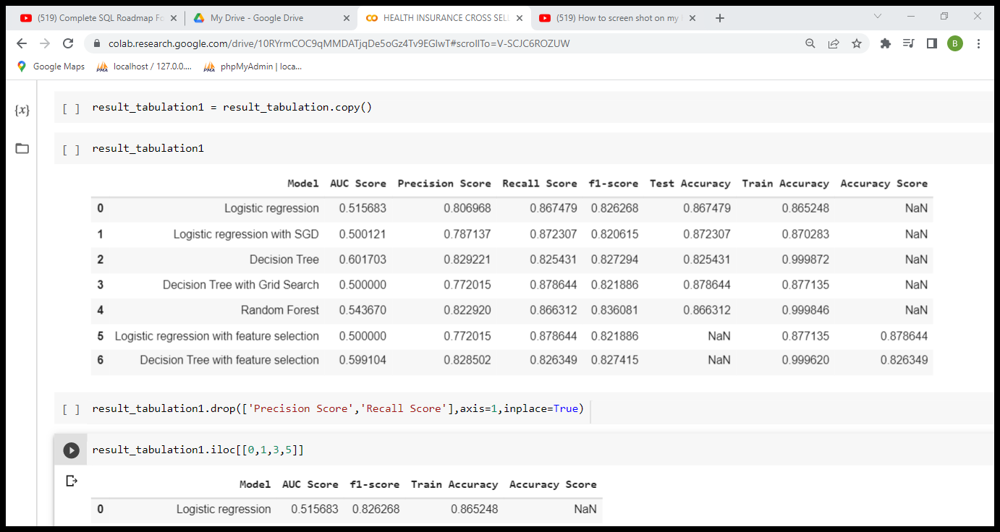 (519) Complete SQL Roadmap Fo
My Drive - Google Drive
HEALTH INSURANCE CROSS SELL
(519) How to screen shot on my
colab.research.google.com/drive/10RYrmCOC9qMMDATjqDe5oGz4Tv9EGlwT#scrollTo=V-SCJC6ROZUW
B
Google Maps
PMA localhost / 127.0.0....
PMA phpMyAdmin | loca...
{x}
[ ] result_tabulation1 = result_tabulation.copy()
[ ] result_tabulation1
Model AUC Score Precision Score Recall Score f1-score Test Accuracy Train Accuracy Accuracy Score
0 Logistic regression 0.515683 0.806968 0.867479 0.826268 0.867479 0.865248 NaN
1 Logistic regression with SGD 0.500121 0.787137 0.872307 0.820615 0.872307 0.870283 NaN
2 Decision Tree 0.601703 0.829221 0.825431 0.827294 0.825431 0.999872 NaN
3 Decision Tree with Grid Search 0.500000 0.772015 0.878644 0.821886 0.878644 0.877135 NaN
4 Random Forest 0.543670 0.822920 0.866312 0.836081 0.866312 0.999846 NaN
5 Logistic regression with feature selection 0.500000 0.772015 0.878644 0.821886 NaN 0.877135 0.878644
6 Decision Tree with feature selection 0.599104 0.828502 0.826349 0.827415 NaN 0.999620 0.826349
[ ] result_tabulation1.drop(['Precision Score','Recall Score'],axis=1,inplace=True)
result_tabulation1.iloc[[0,1,3,5]]
Model AUC Score f1-score Train Accuracy Accuracy Score
0 Logistic regression 0.515683 0.826268 0.865248 NaN